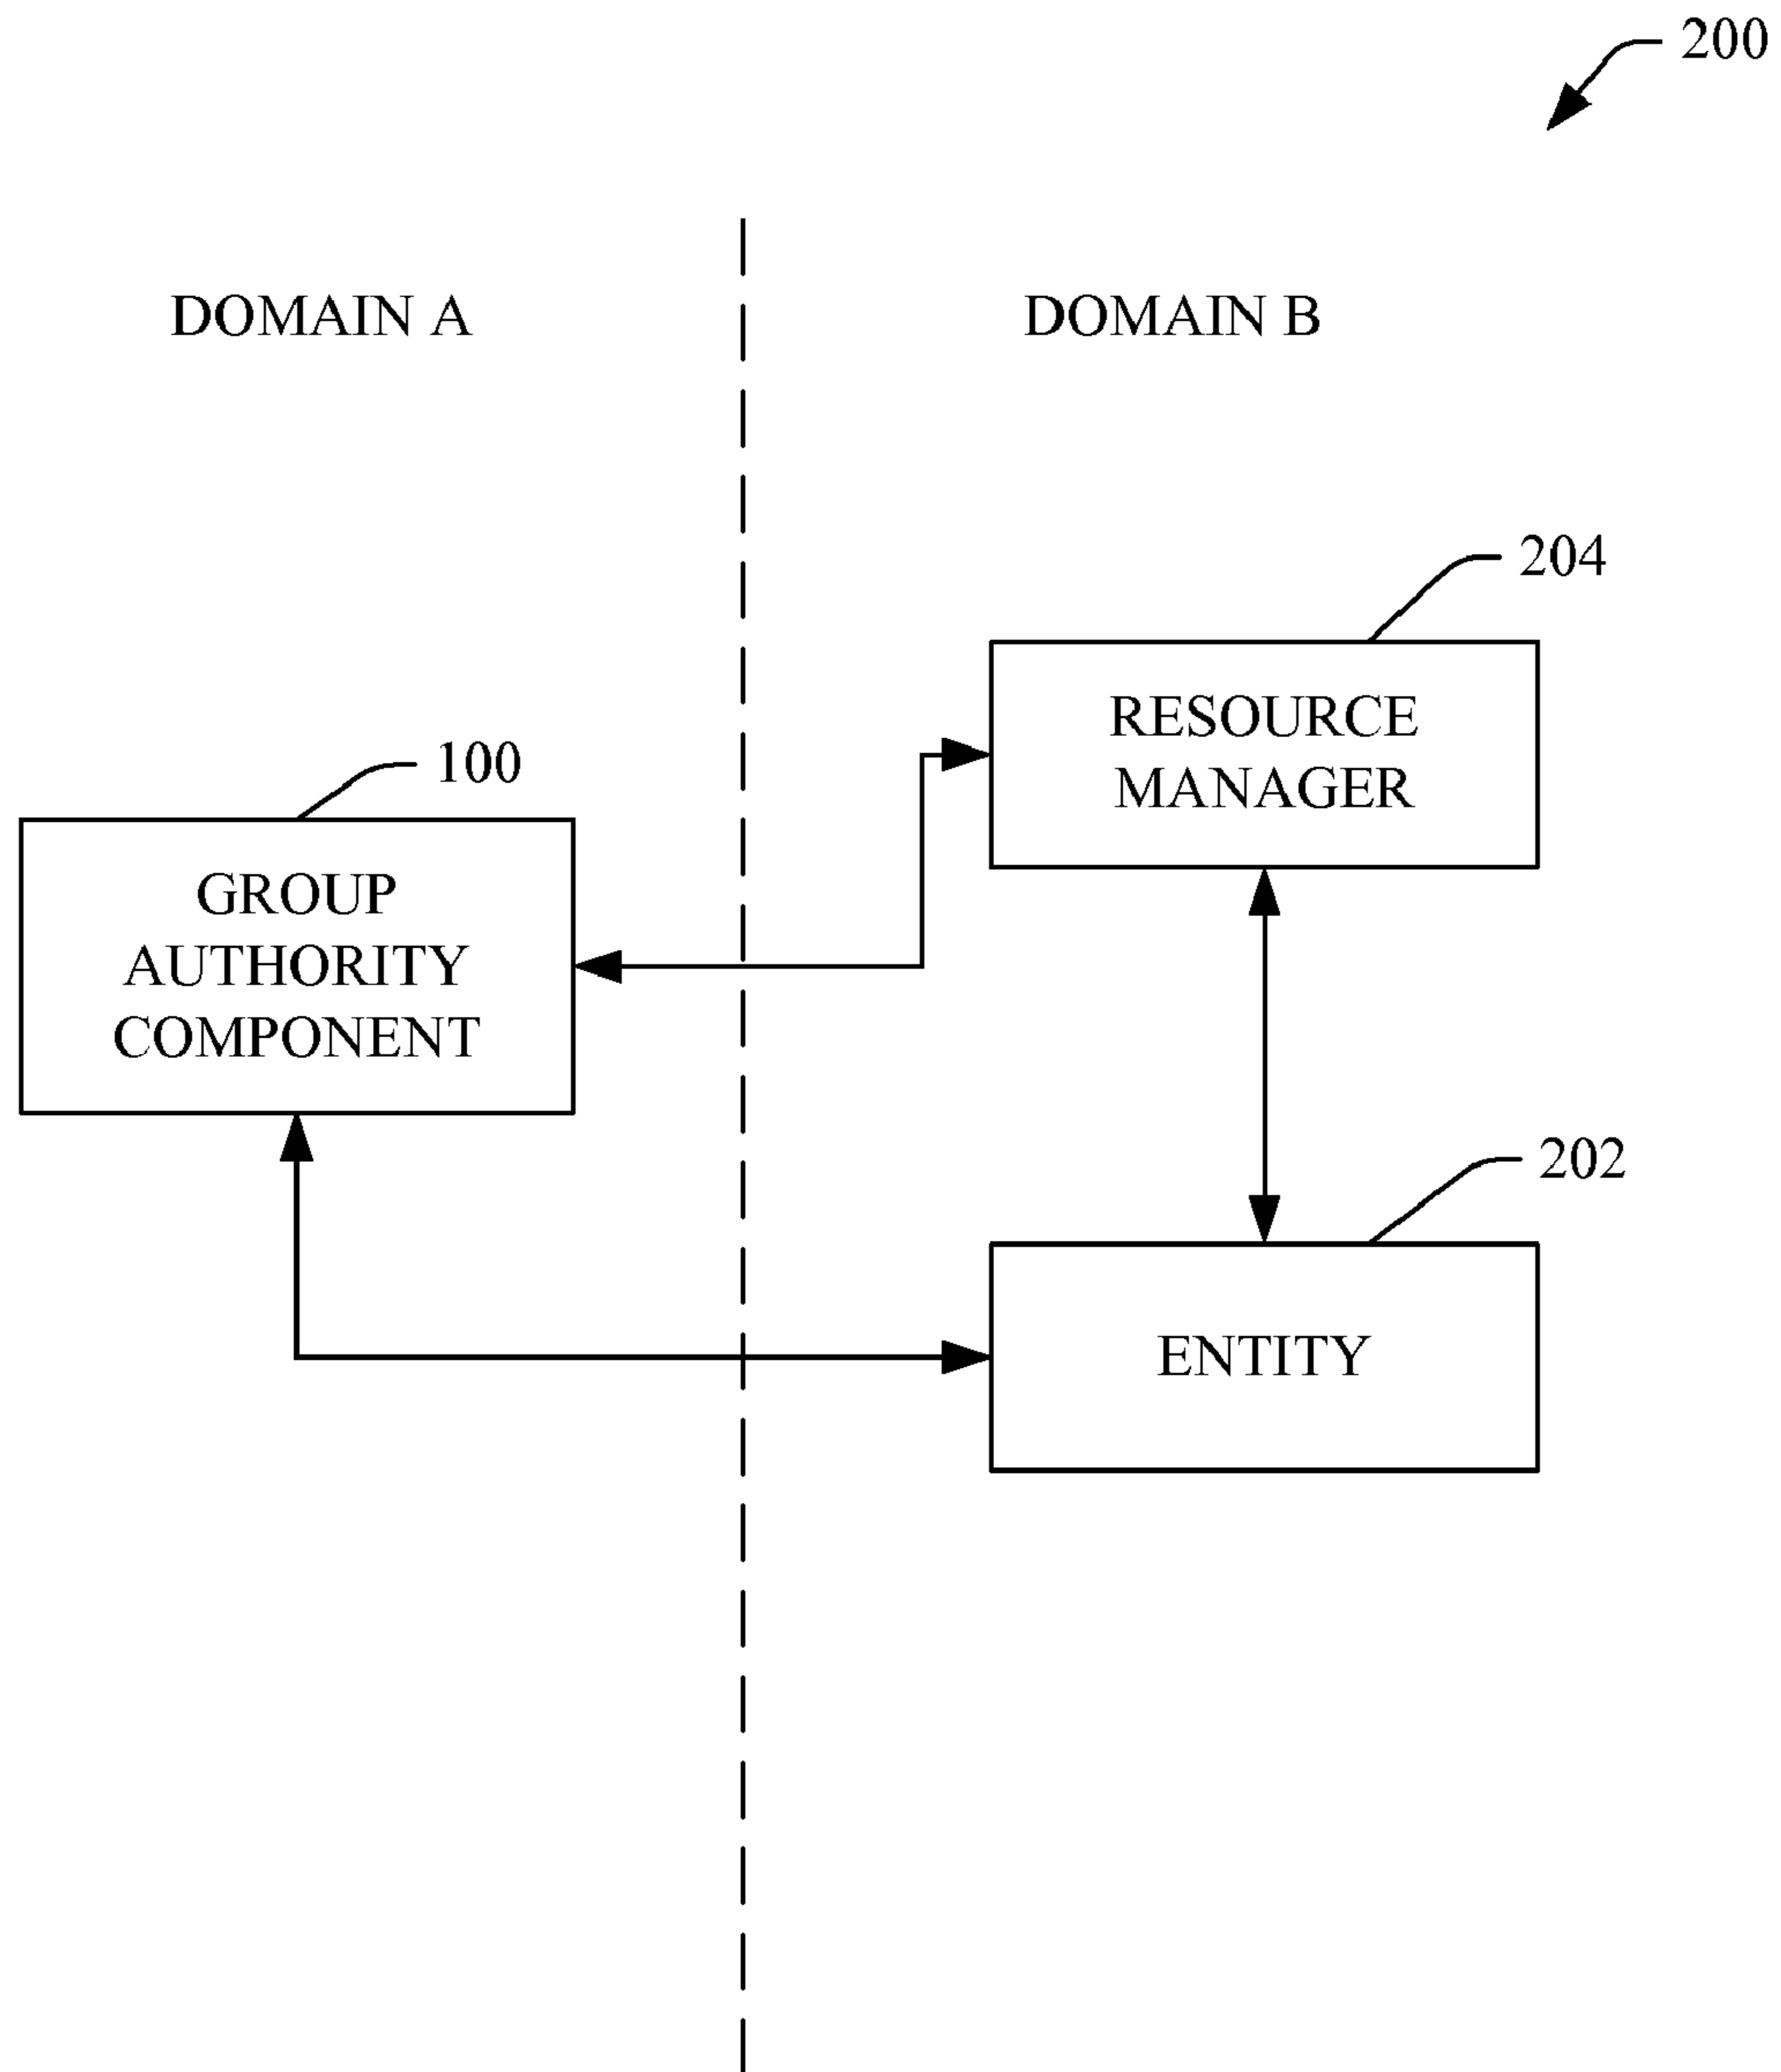 200
DOMAIN A
DOMAIN B
204
RESOURCE
MANAGER
100
GROUP
AUTHORITY
COMPONENT
202
ENTITY